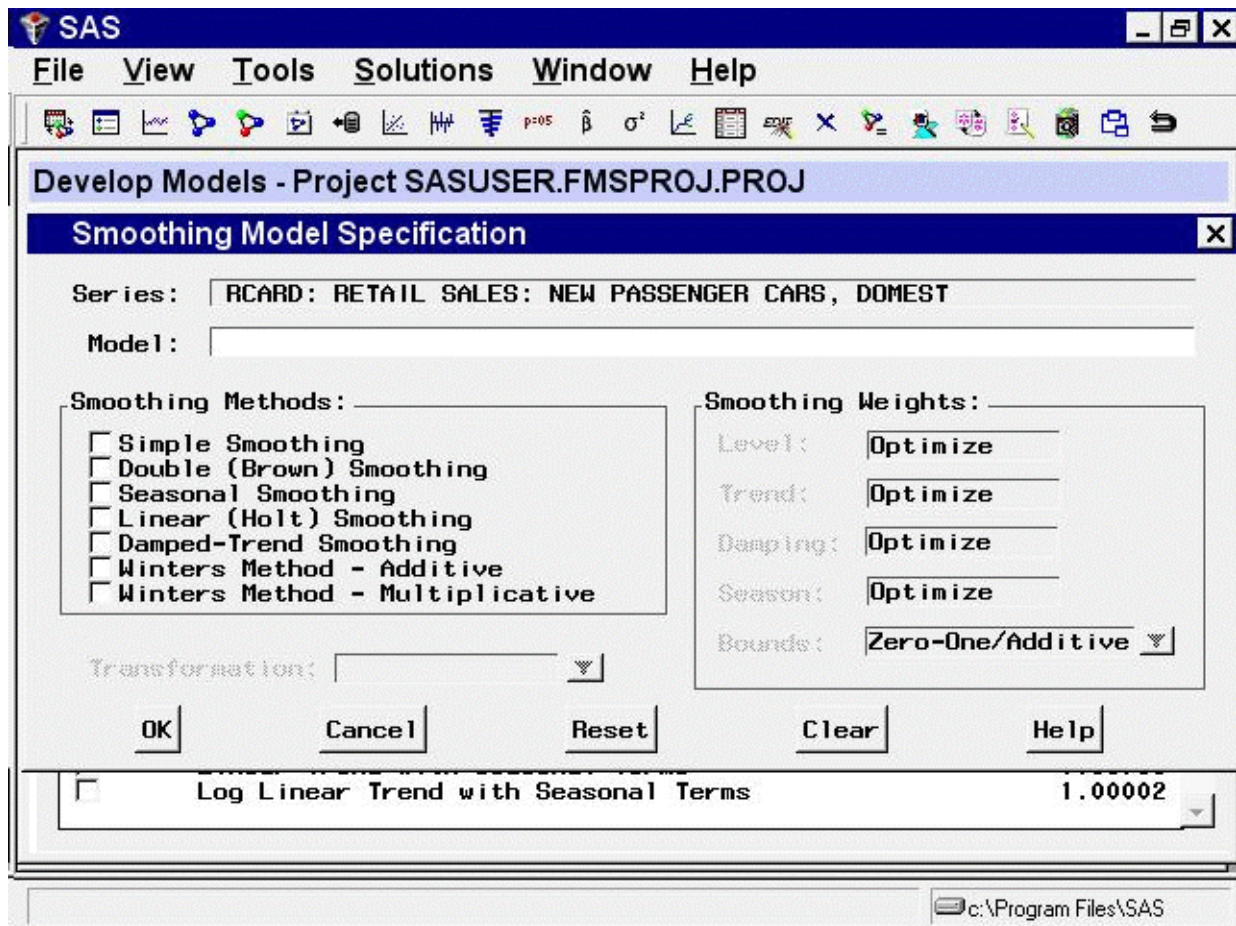 SAS
File View Tools Solutions Window Help
p=05 β̂ σ²
Develop Models - Project SASUSER.FMSPROJ.PROJ
Smoothing Model Specification
Series: RCARD: RETAIL SALES: NEW PASSENGER CARS, DOMEST
Model:
Smoothing Methods:
Simple Smoothing
Double (Brown) Smoothing
Seasonal Smoothing
Linear (Holt) Smoothing
Damped-Trend Smoothing
Winters Method - Additive
Winters Method - Multiplicative
Transformation:
Smoothing Weights:
Level: Optimize
Trend: Optimize
Damping: Optimize
Season: Optimize
Bounds: Zero-One/Additive
OK Cancel Reset Clear Help
Log Linear Trend with Seasonal Terms 1.00002
c:\Program Files\SAS